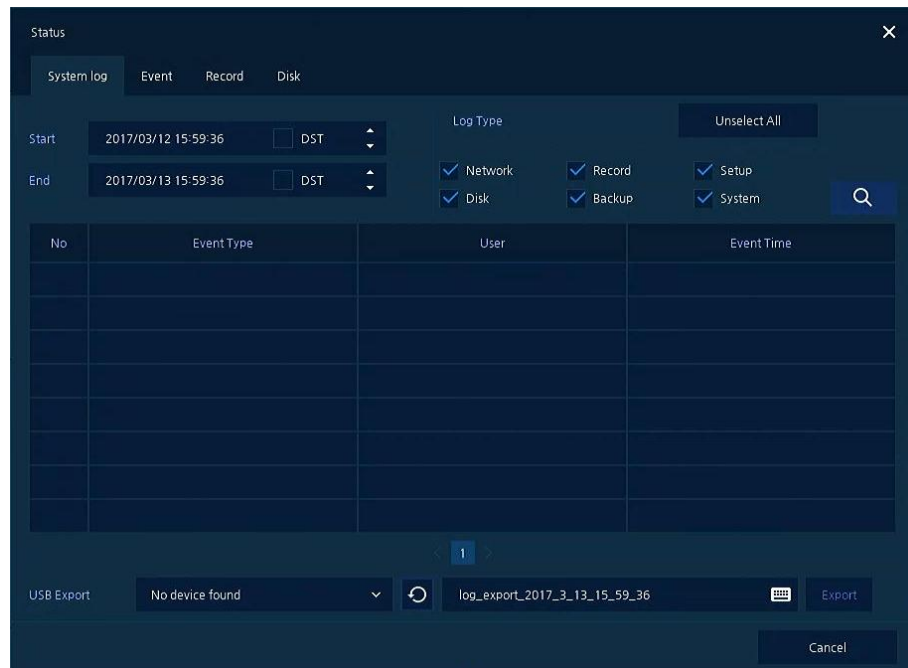 Status
System log Event Record Disk
Log Type Unselect All
Start 2017/03/12 15:59:36 DST
Network Record Setup
End 2017/03/13 15:59:36 DST
Disk Backup System
No Event Type User Event Time
1
USB Export No device found log_export_2017_3_13_15_59_36 Export
Cancel